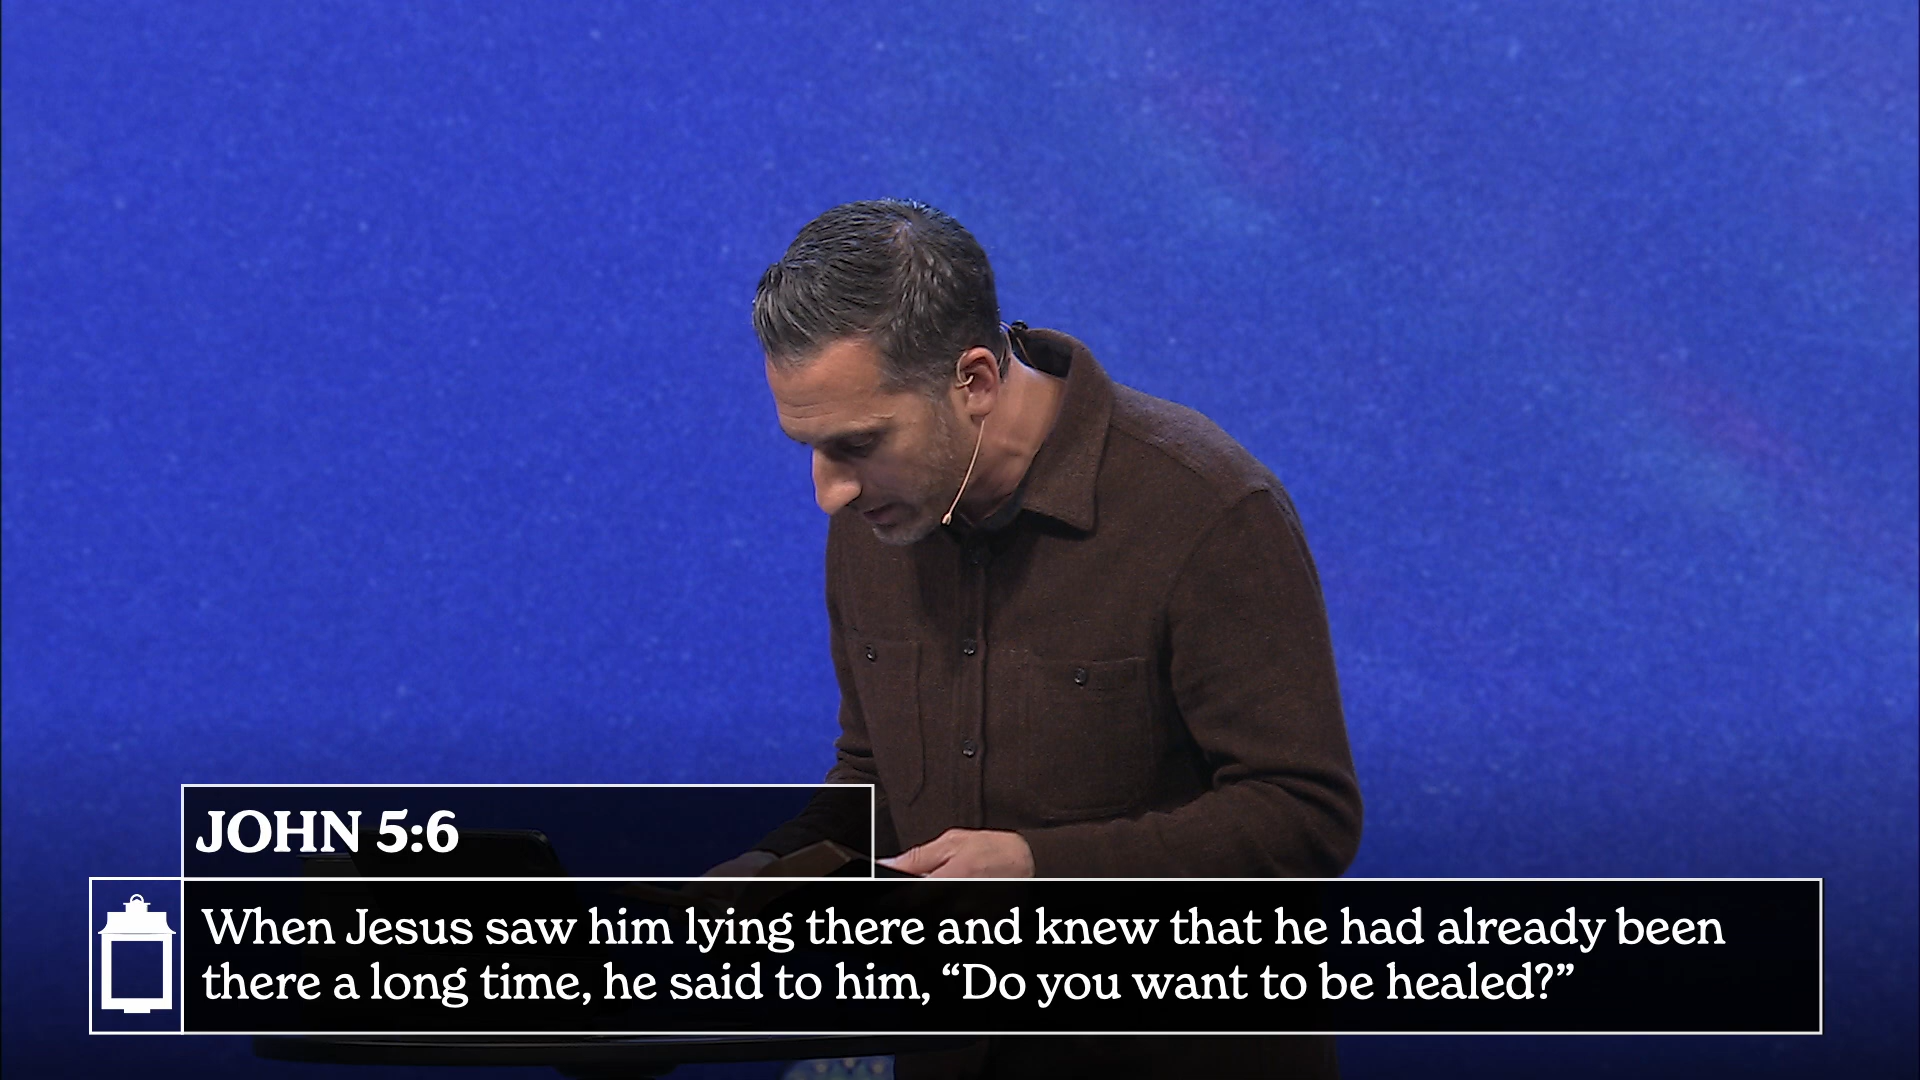 JOHN 5:6
When Jesus saw him lying there and knew that he had already been
there a long time, he said to him, “Do you want to be healed?”